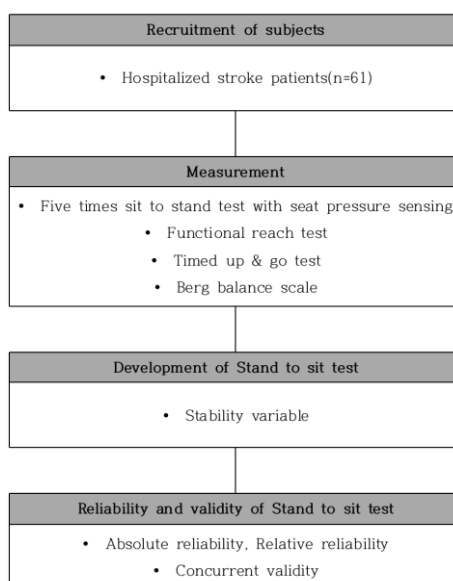 Recruitment of subjects
• Hospitalized stroke patients(n=61)
Measurement
• Five times sit to stand test with seat pressure sensing
• Functional reach test
• Timed up & go test
• Berg balance scale
Development of Stand to sit test
• Stability variable
Reliability and validity of Stand to sit test
• Absolute reliability, Relative reliability
• Concurrent validity